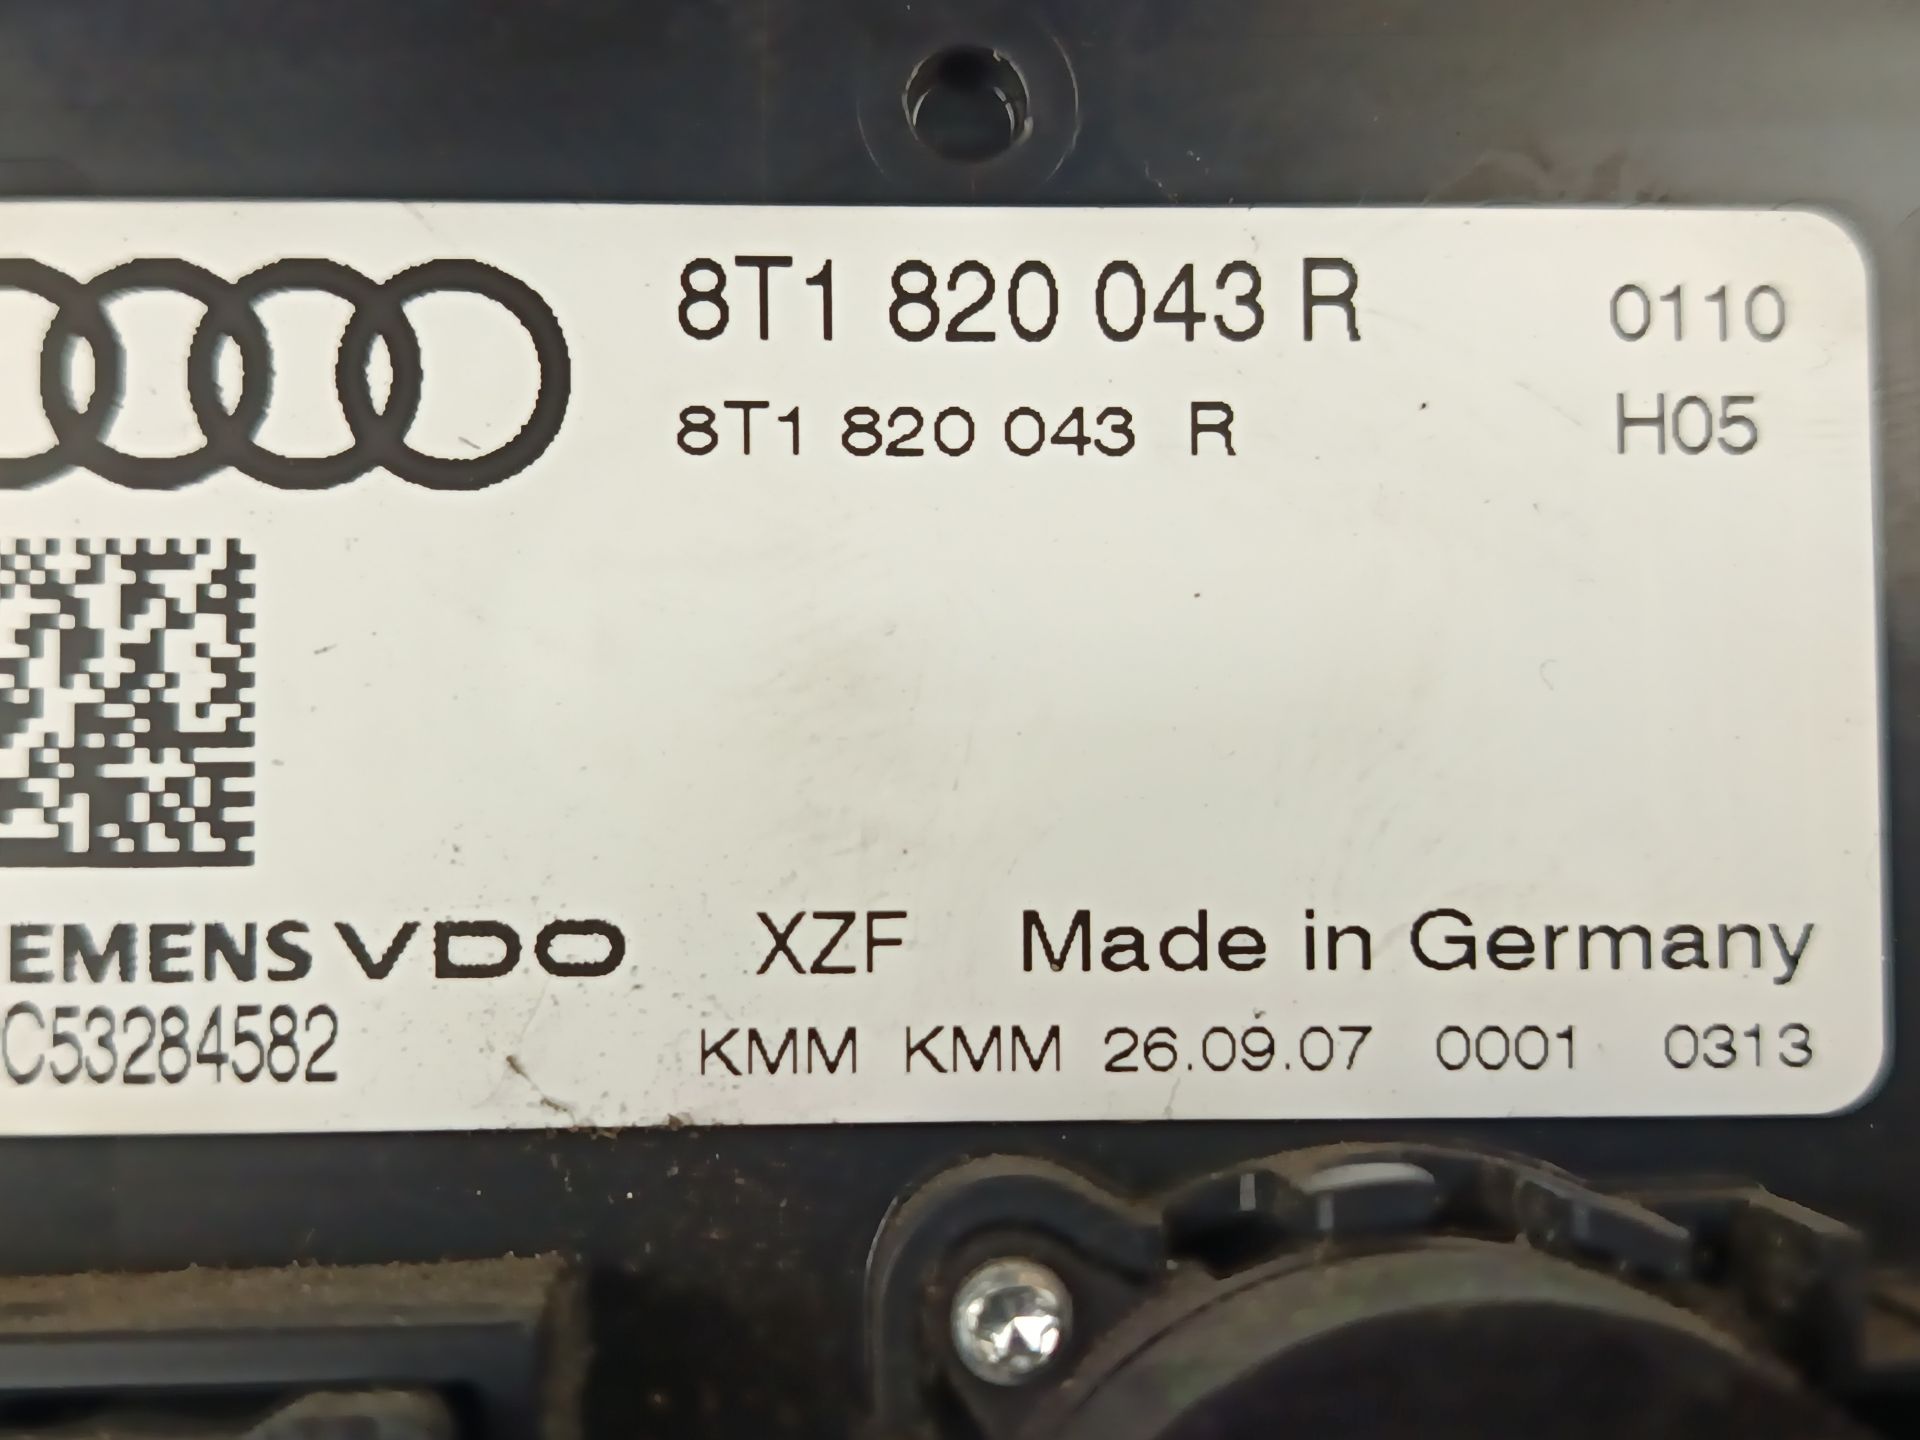 8T1 820 043 R 0110
8T1 820 043 R H05
EMENS VDO XZF Made in Germany
C53284582 KMM KMM 26.09.07 0001 0313